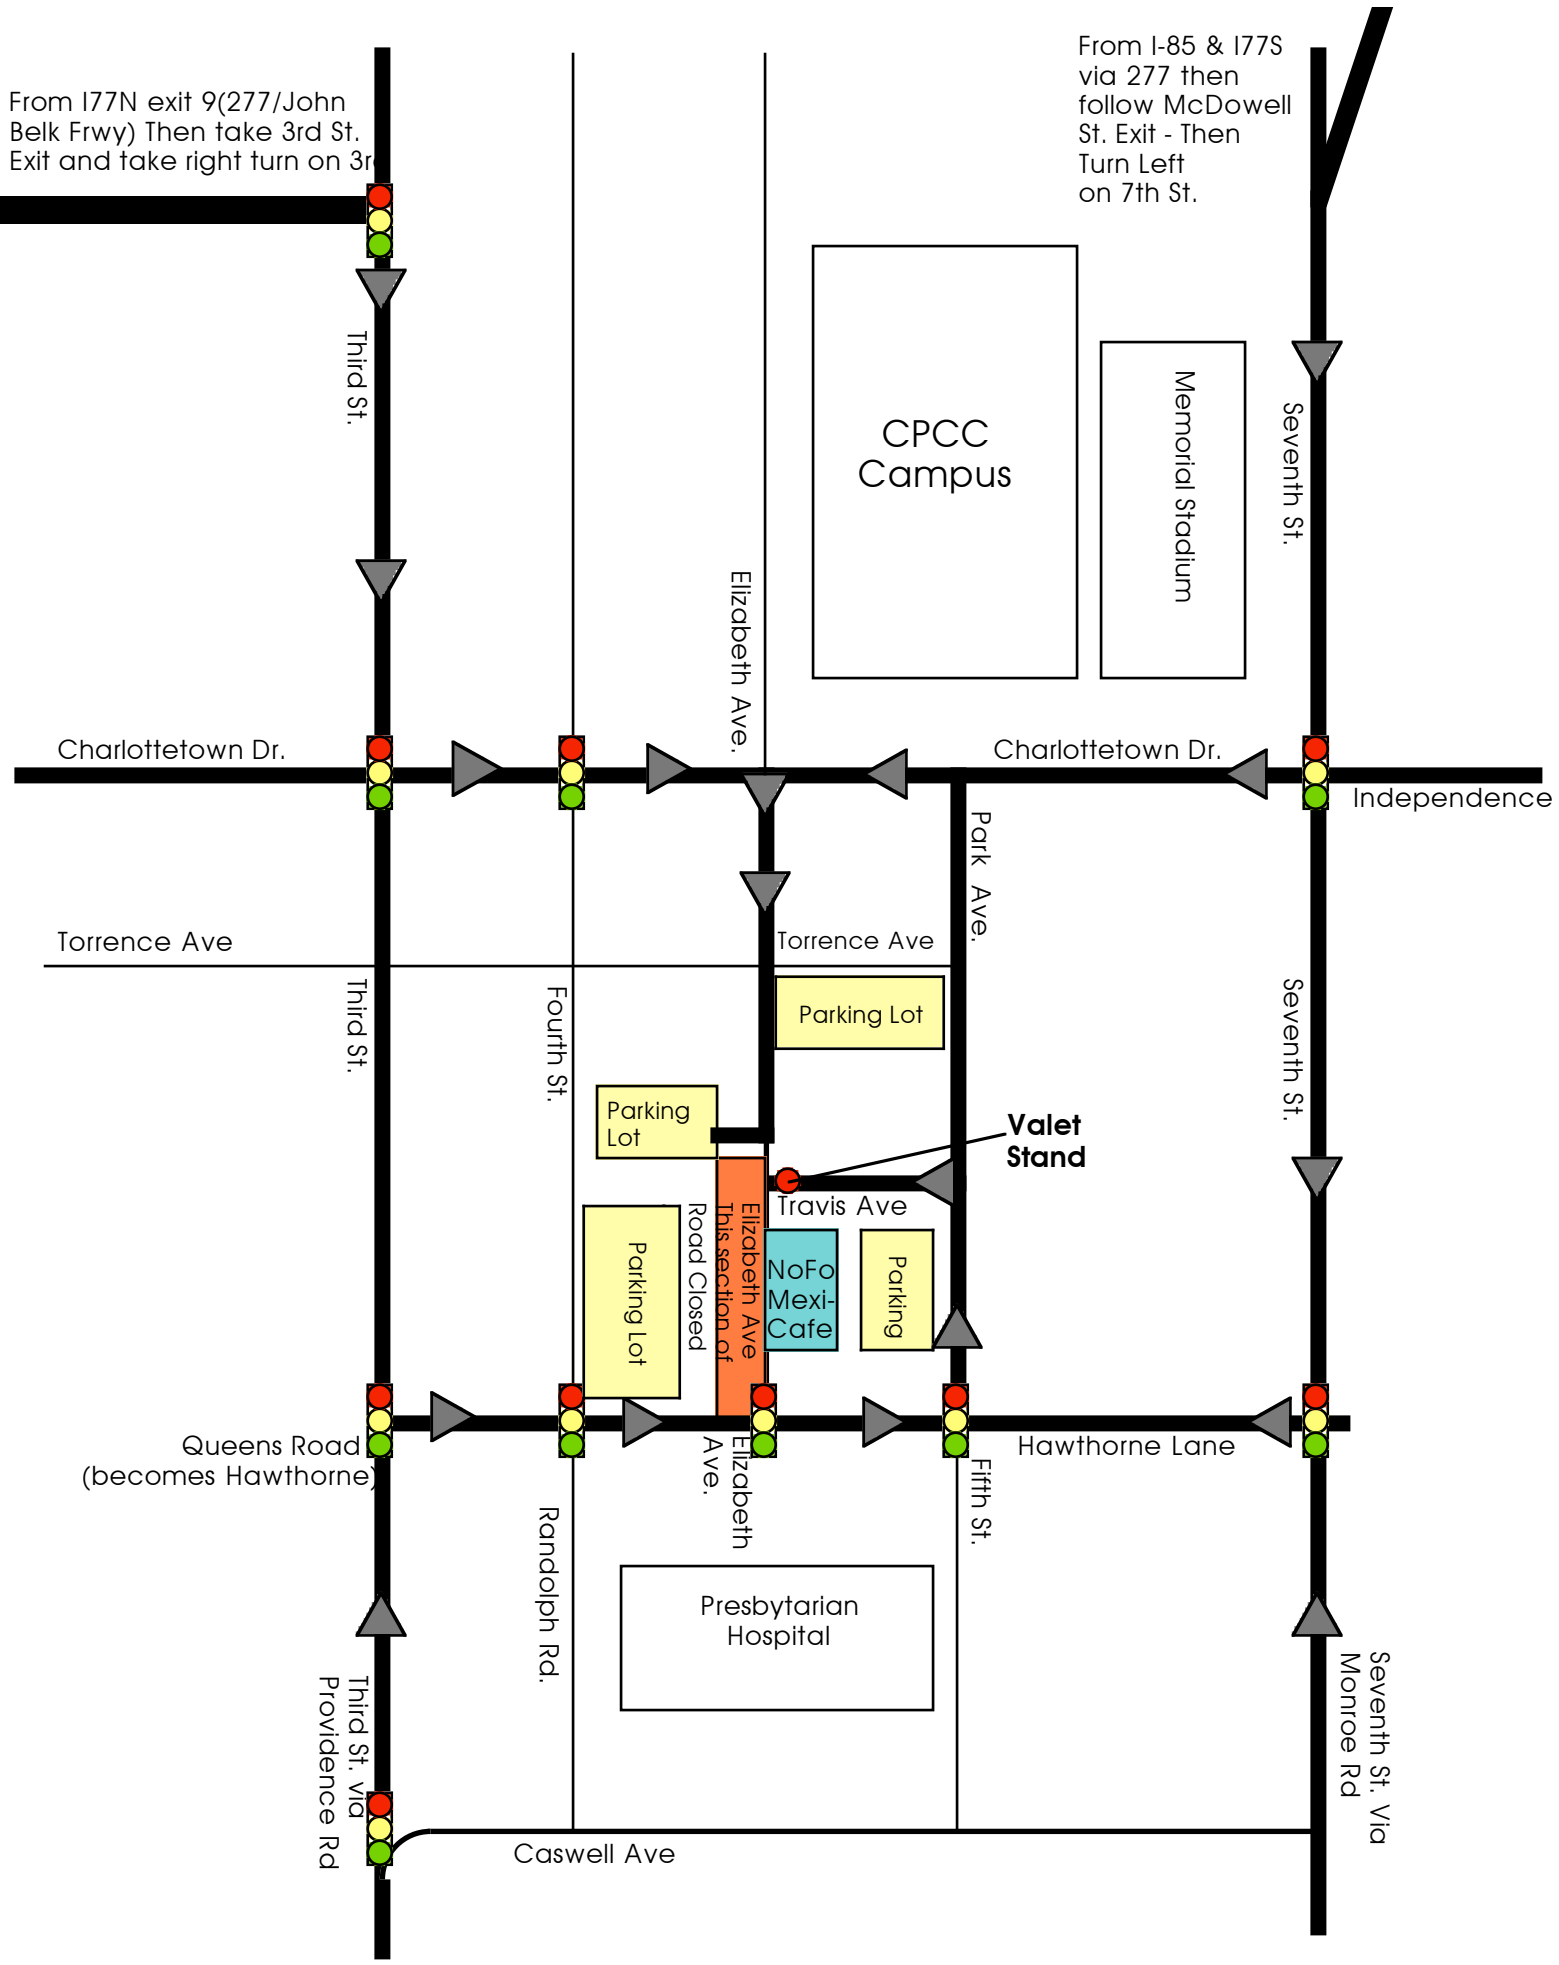 From I-85 & I77S
via 277 then
follow McDowell
St. Exit - Then
Turn Left
on 7th St.
From I77N exit 9(277/John
Belk Frwy) Then take 3rd St.
Exit and take right turn on 3rd
Third St.
Seventh St.
Memorial Stadium
CPCC
Campus
Elizabeth Ave.
Charlottetown Dr.
Charlottetown Dr.
Independence
Park Ave.
Torrence Ave
Torrence Ave
Third St.
Fourth St.
Seventh St.
Parking Lot
Parking
Lot
Valet
Stand
Travis Ave
Elizabeth Ave
This section of
Road Closed
Parking Lot
NoFo
Mexi-
Cafe
Parking
Queens Road
(becomes Hawthorne)
Elizabeth
Ave.
Hawthorne Lane
Fifth St.
Randolph Rd.
Presbytarian
Hospital
Third St. via
Providence Rd
Seventh St. Via
Monroe Rd
Caswell Ave